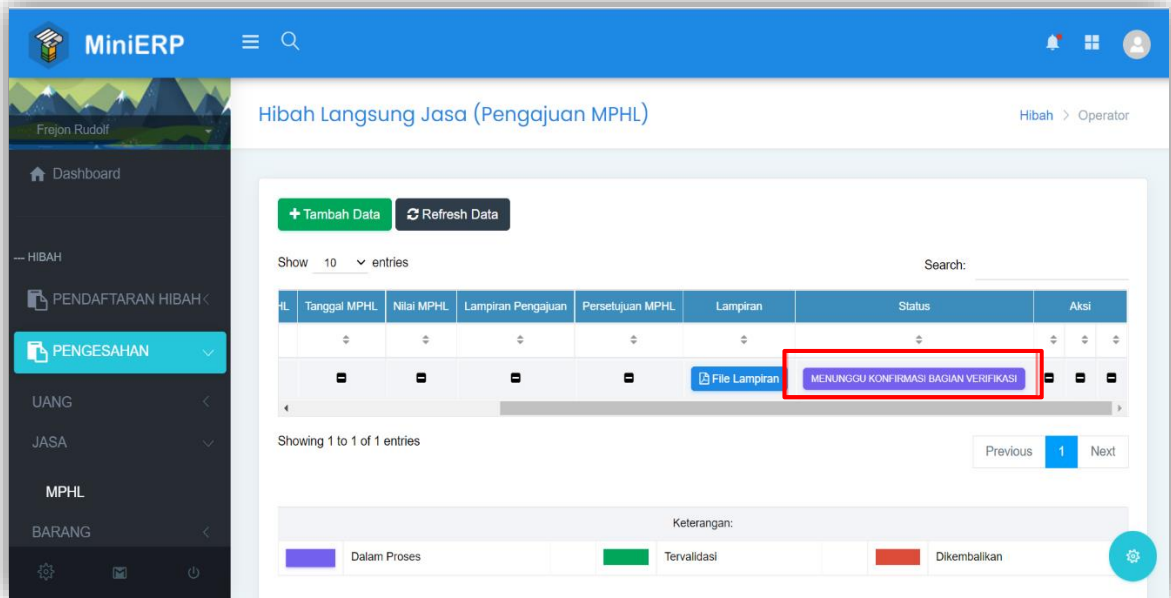 MiniERP
Frejon Rudolf
Hibah Langsung Jasa (Pengajuan MPHL)
Hibah > Operator
Dashboard
Tambah Data
Refresh Data
--- HIBAH
Show 10 entries
Search:
PENDAFTARAN HIBAH
HL Tanggal MPHL Nilai MPHL Lampiran Pengajuan Persetujuan MPHL Lampiran Status Aksi
PENGESAHAN
File Lampiran MENUNGGU KONFIRMASI BAGIAN VERIFIKASI
UANG
JASA
Showing 1 to 1 of 1 entries
Previous 1 Next
MPHL
BARANG
Keterangan:
Dalam Proses Tervalidasi Dikembalikan